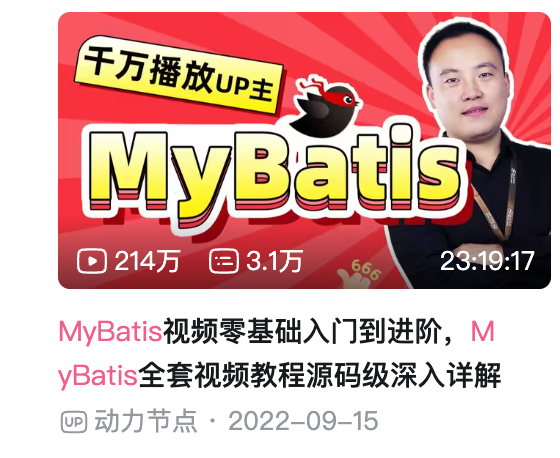 千万播放UP主
MyBatis
214万 3.1万 23:19:17
666
MyBatis视频零基础入门到进阶，M
yBatis全套视频教程源码级深入详解
UP 动力节点 · 2022-09-15